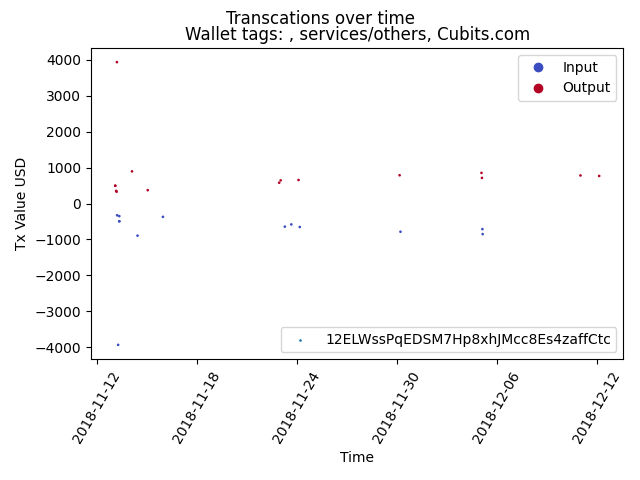 Transcations over time
Wallet tags: , services/others, Cubits.com
Input
Output
4000
3000
2000
1000
0
−1000
−2000
−3000
−4000
Tx Value USD
12ELWssPqEDSM7Hp8xhJMcc8Es4zaffCtc
2018-11-12
2018-11-18
2018-11-24
2018-11-30
2018-12-06
2018-12-12
Time